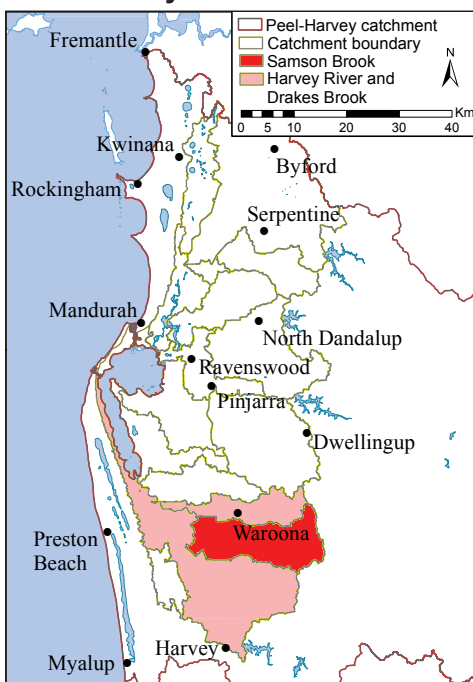 Fremantle
Peel-Harvey catchment
Catchment boundary
Samson Brook
Harvey River and
Drakes Brook
N
0 5 10 20 30 40
Km
Kwinana
Byford
Rockingham
Serpentine
Mandurah
North Dandalup
Ravenswood
Pinjarra
Dwellingup
Waroona
Preston
Beach
Harvey
Myalup